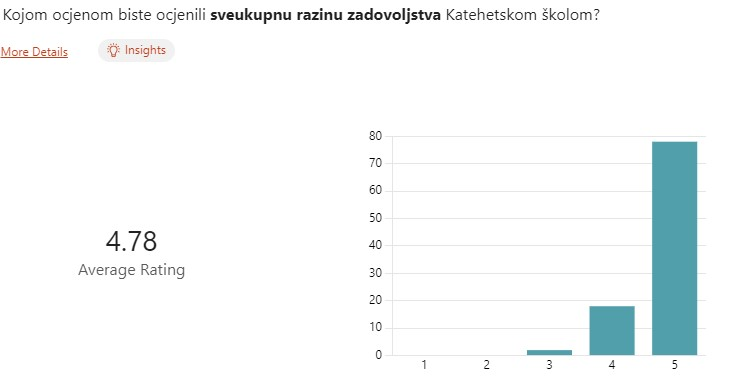 Kojom ocjenom biste ocjenili sveukupnu razinu zadovoljstva Katehetskom školom?
More Details
Insights
4.78
Average Rating
80
70
60
50
40
30
20
10
0
1 2 3 4 5